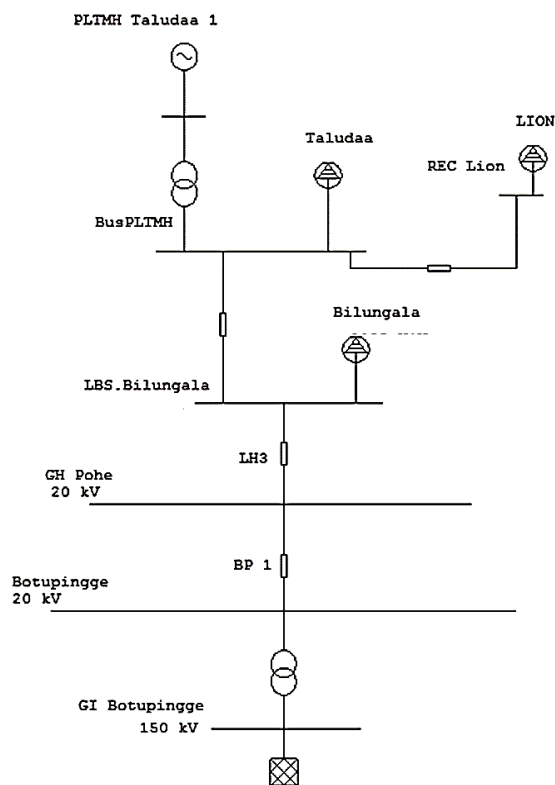 PLTMH Taludaa 1
LION
Taludaa
REC Lion
BusPLTMH
Bilungala
LBS.Bilungala
LH3
GH Pohe
20 kV
BP 1
Botupingge
20 kV
GI Botupingge
150 kV